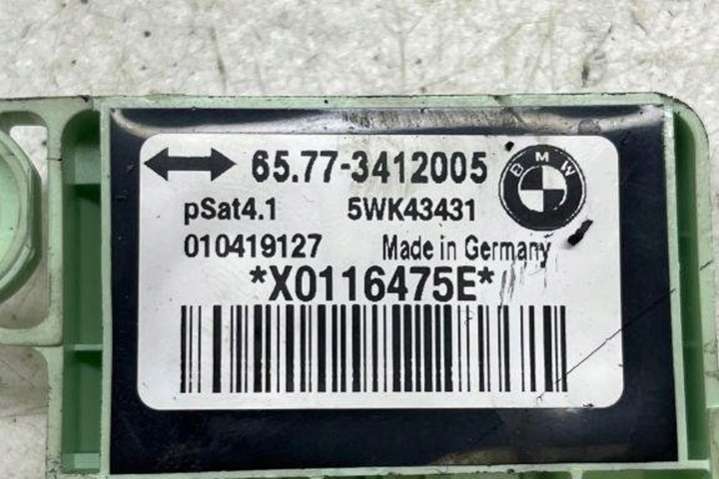 65.77-3412005 BMW
pSat4.1 5WK43431
010419127 Made in Germany
*X0116475E*